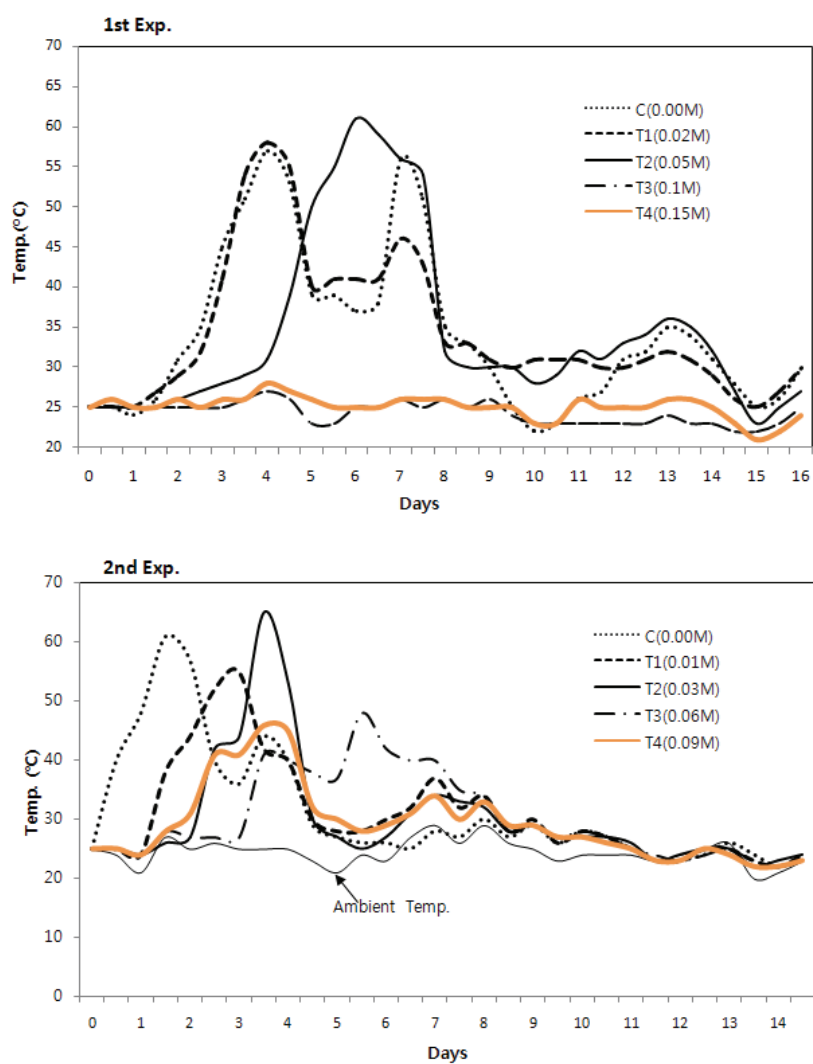 1st Exp.
70
65
60
55
50
45
40
35
30
25
20
Temp.(°C)
C(0.00M)
T1(0.02M)
T2(0.05M)
T3(0.1M)
T4(0.15M)
0 1 2 3 4 5 6 7 8 9 10 11 12 13 14 15 16
Days
2nd Exp.
70
60
50
40
30
20
10
0
Temp. (°C)
C(0.00M)
T1(0.01M)
T2(0.03M)
T3(0.06M)
T4(0.09M)
Ambient Temp.
0 1 2 3 4 5 6 7 8 9 10 11 12 13 14
Days